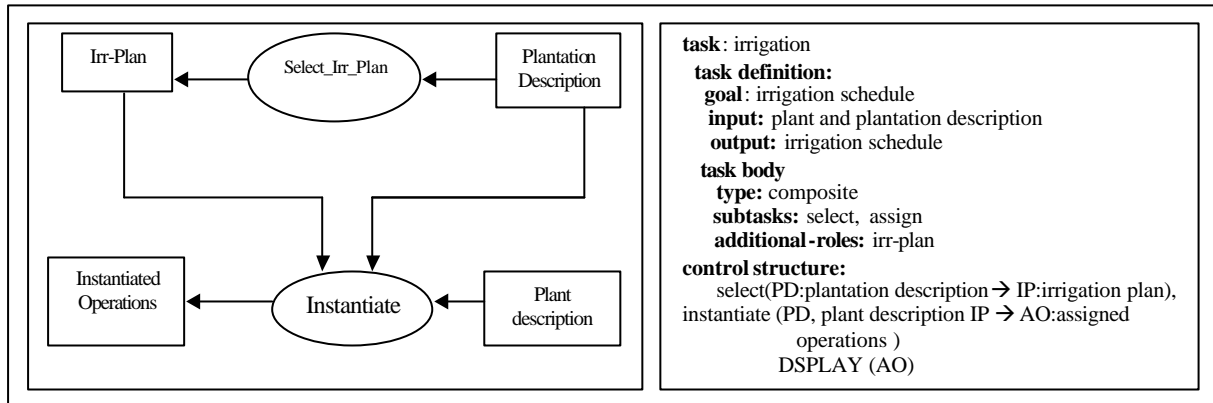 Irr-Plan
Select_Irr_Plan
Plantation
Description
Instantiated
Operations
Instantiate
Plant
description
task: irrigation
task definition:
goal: irrigation schedule
input: plant and plantation description
output: irrigation schedule
task body
type: composite
subtasks: select, assign
additional-roles: irr-plan
control structure:
select(PD:plantation description→ IP:irrigation plan),
instantiate (PD, plant description IP → AO:assigned
operations )
DSPLAY (AO)